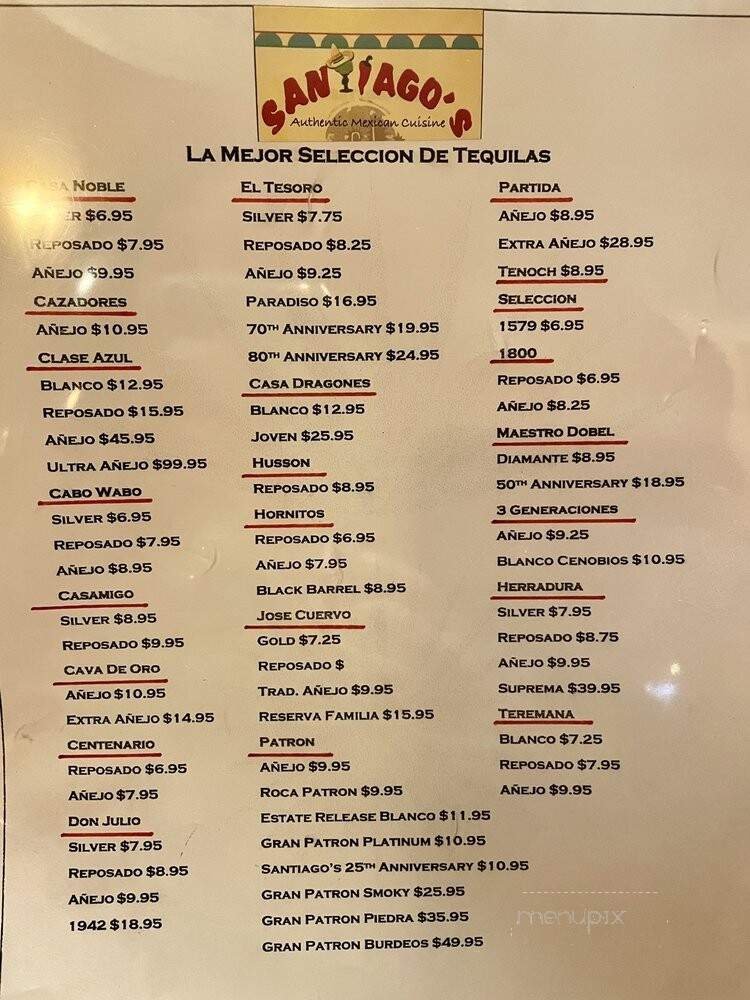 SANTIAGO'S
Authentic Mexican Cuisine
LA MEJOR SELECCION DE TEQUILAS
CASA NOBLE
SILVER $6.95
REPOSADO $7.95
AÑEJO $9.95
CAZADORES
AÑEJO $10.95
CLASE AZUL
BLANCO $12.95
REPOSADO $15.95
AÑEJO $45.95
ULTRA AÑEJO $99.95
CABO WABO
SILVER $6.95
REPOSADO $7.95
AÑEJO $8.95
CASAMIGO
SILVER $8.95
REPOSADO $9.95
CAVA DE ORO
AÑEJO $10.95
EXTRA AÑEJO $14.95
CENTENARIO
REPOSADO $6.95
AÑEJO $7.95
DON JULIO
SILVER $7.95
REPOSADO $8.95
AÑEJO $9.95
1942 $18.95
EL TESORO
SILVER $7.75
REPOSADO $8.25
AÑEJO $9.25
PARADISO $16.95
70TH ANNIVERSARY $19.95
80TH ANNIVERSARY $24.95
CASA DRAGONES
BLANCO $12.95
JOVEN $25.95
HUSSON
REPOSADO $8.95
HORNITOS
REPOSADO $6.95
AÑEJO $7.95
BLACK BARREL $8.95
JOSE CUERVO
GOLD $7.25
REPOSADO $
TRAD. AÑEJO $9.95
RESERVA FAMILIA $15.95
PATRON
AÑEJO $9.95
ROCA PATRON $9.95
ESTATE RELEASE BLANCO $11.95
GRAN PATRON PLATINUM $10.95
SANTIAGO'S 25TH ANNIVERSARY $10.95
GRAN PATRON SMOKY $25.95
GRAN PATRON PIEDRA $35.95
GRAN PATRON BURDEOS $49.95
PARTIDA
AÑEJO $8.95
EXTRA AÑEJO $28.95
TENOCH $8.95
SELECCION
1579 $6.95
1800
REPOSADO $6.95
AÑEJO $8.25
MAESTRO DOBEL
DIAMANTE $8.95
50TH ANNIVERSARY $18.95
3 GENERACIONES
AÑEJO $9.25
BLANCO CENOBIOS $10.95
HERRADURA
SILVER $7.95
REPOSADO $8.75
AÑEJO $9.95
SUPREMA $39.95
TEREMANA
BLANCO $7.25
REPOSADO $7.95
AÑEJO $9.95
menupix